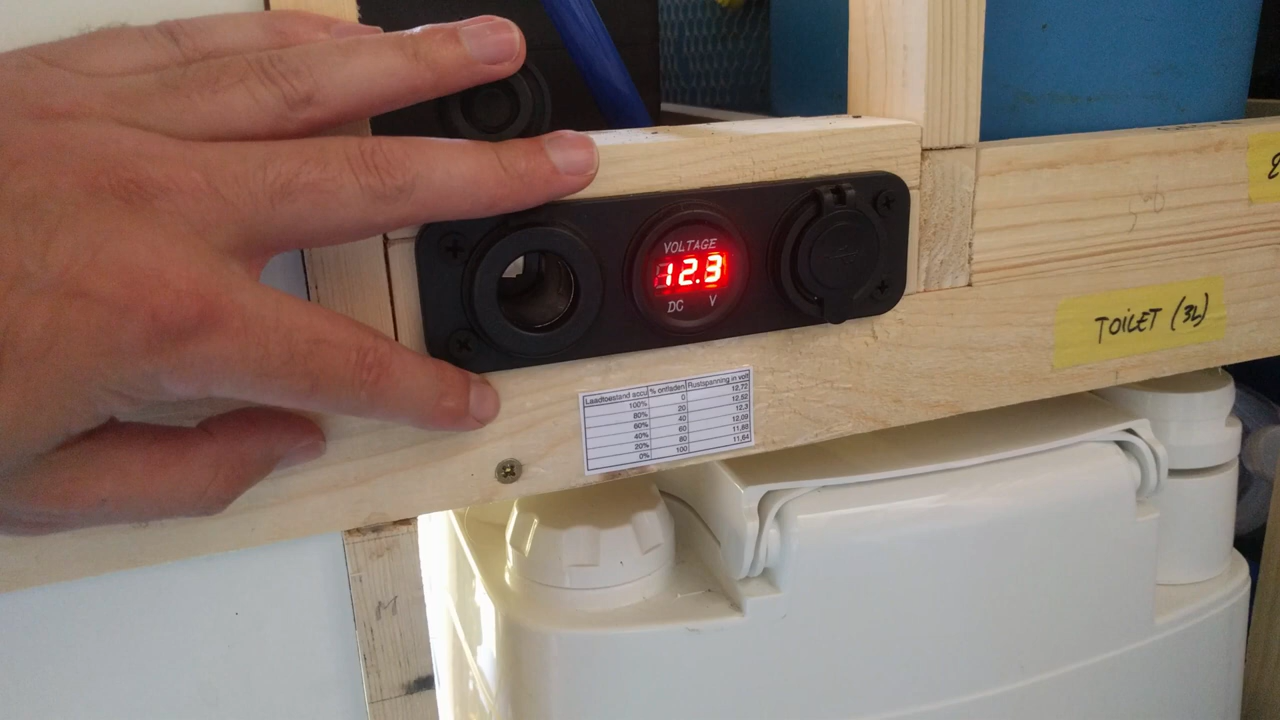 VOLTAGE
12.3
DC V
TOILET (3L)
Laadtoestand accu % ontladen Rustspanning in volt
100% 0 12,72
80% 20 12,52
60% 40 12,3
40% 60 12,09
20% 80 11,88
0% 100 11,64
M